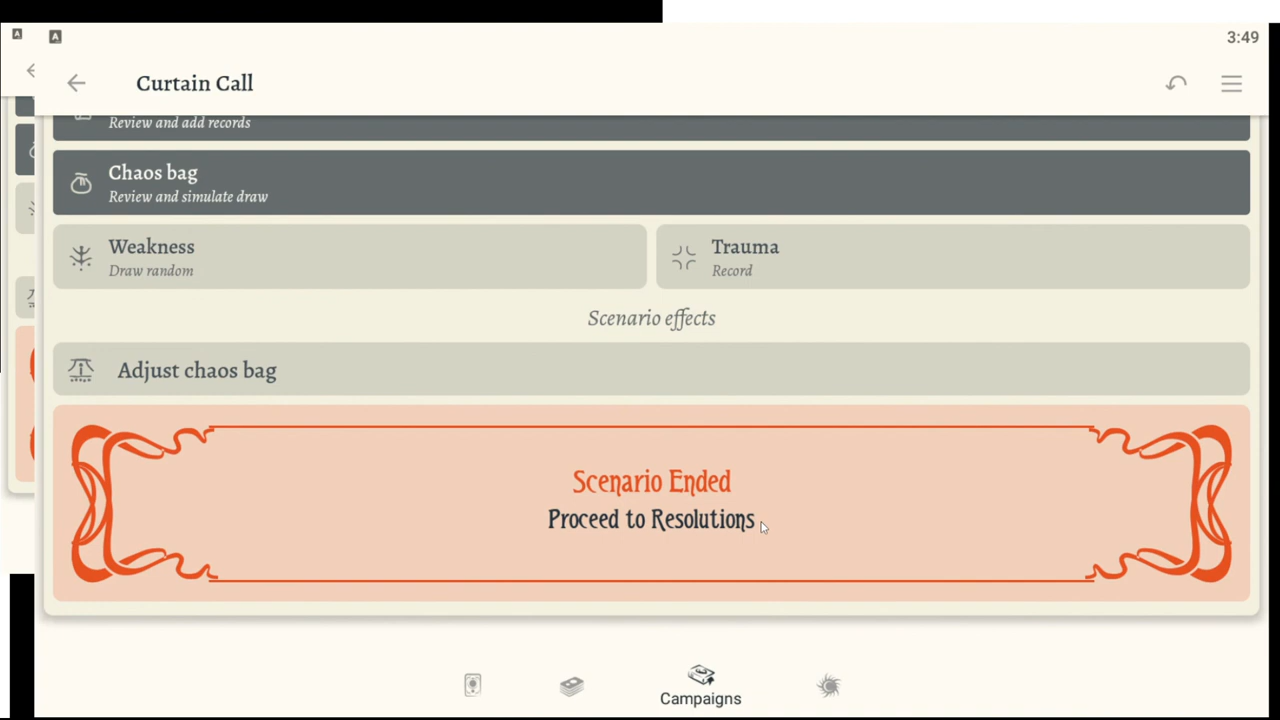 A
A
3:49
Curtain Call
Review and add records
Chaos bag
Review and simulate draw
Weakness
Draw random
Trauma
Record
Scenario effects
Adjust chaos bag
Scenario Ended
Proceed to Resolutions
Campaigns